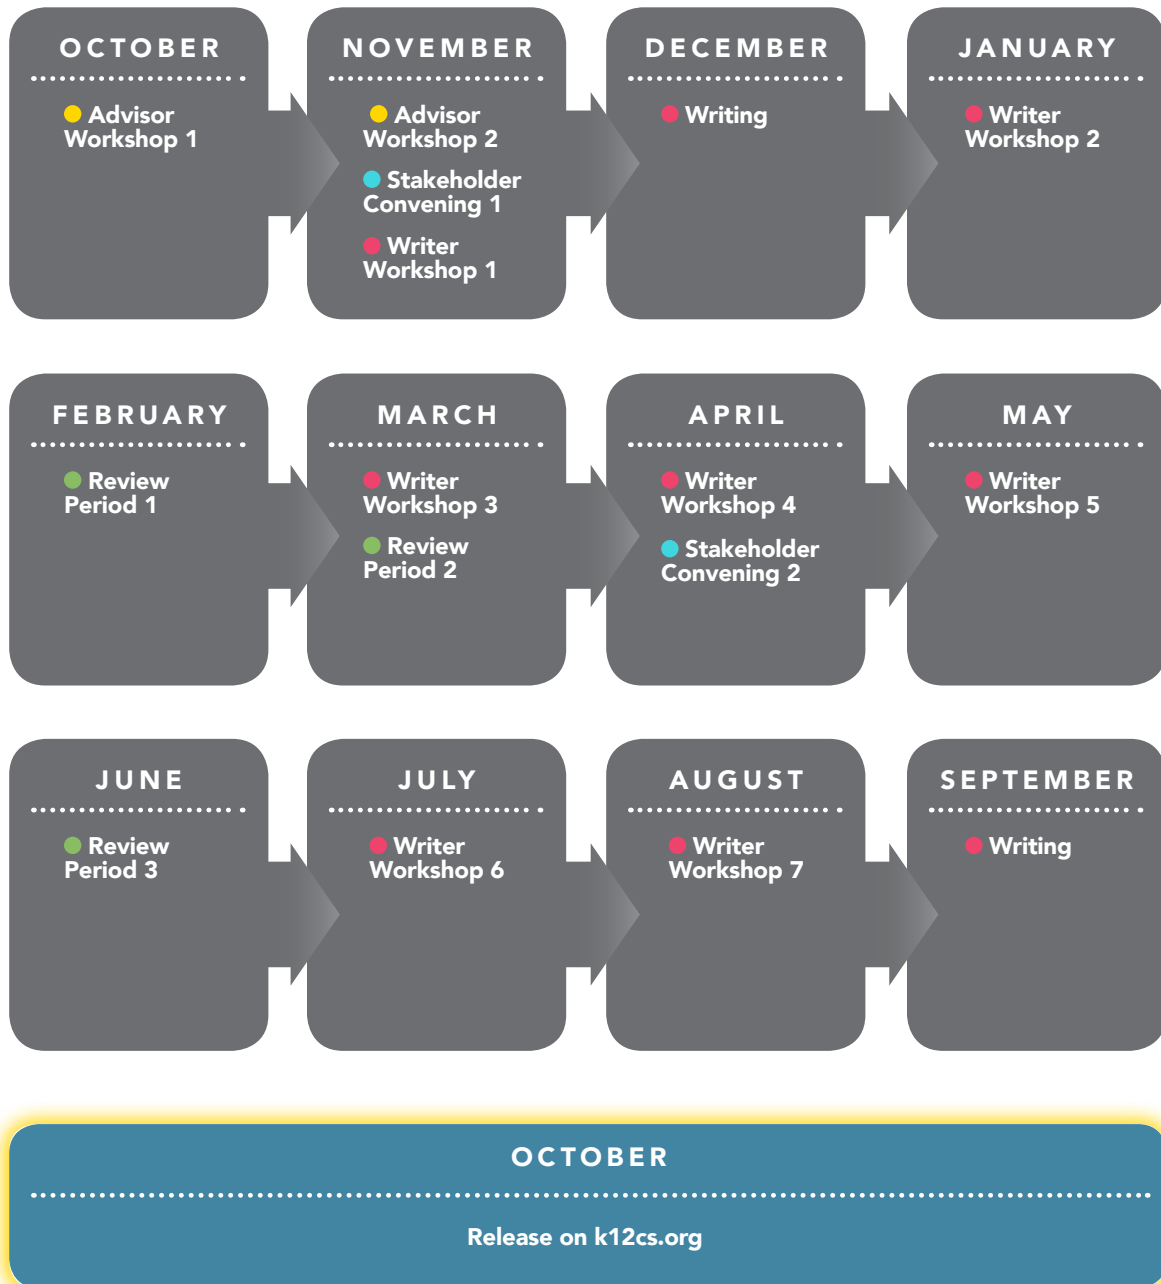 OCTOBER
Advisor
Workshop 1
NOVEMBER
Advisor
Workshop 2
Stakeholder
Convening 1
Writer
Workshop 1
DECEMBER
Writing
JANUARY
Writer
Workshop 2
FEBRUARY
Review
Period 1
MARCH
Writer
Workshop 3
Review
Period 2
APRIL
Writer
Workshop 4
Stakeholder
Convening 2
MAY
Writer
Workshop 5
JUNE
Review
Period 3
JULY
Writer
Workshop 6
AUGUST
Writer
Workshop 7
SEPTEMBER
Writing
OCTOBER
Release on k12cs.org